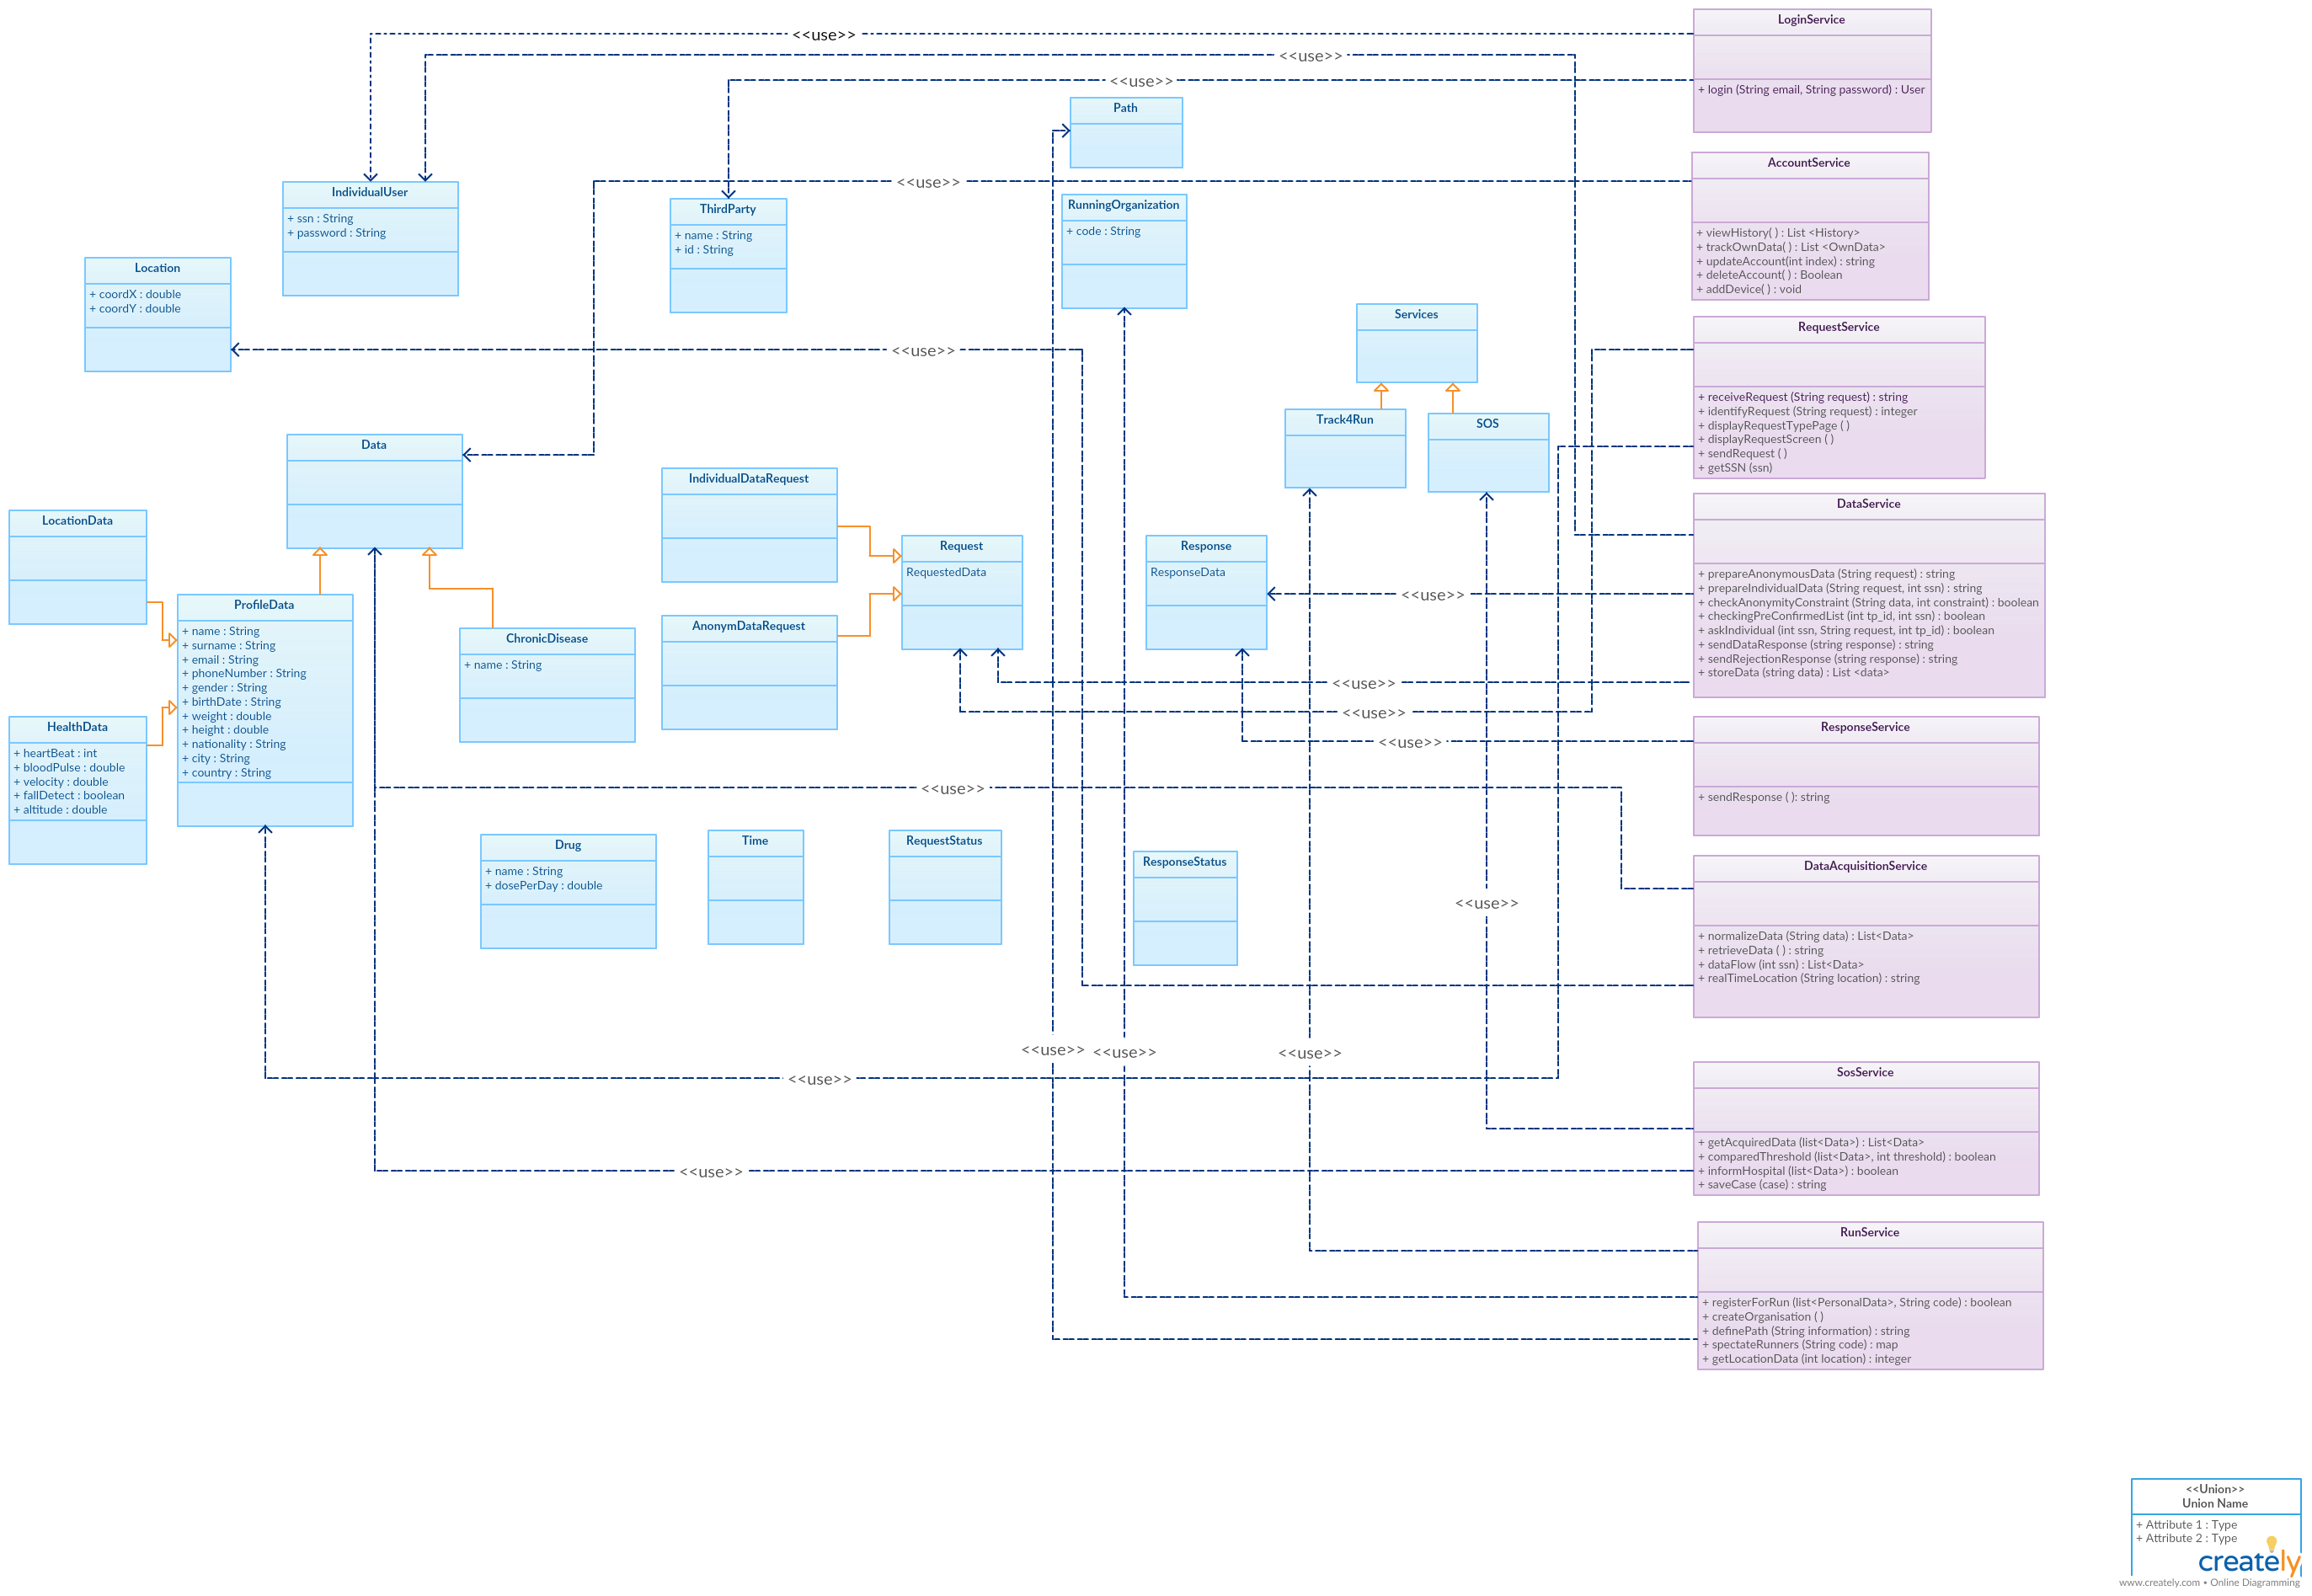 LoginService
+ login (String email, String password) : User
<<use>>
<<use>>
<<use>>
Path
AccountService
+ viewHistory( ) : List <History>
+ trackOwnData( ) : List <OwnData>
+ updateAccount(int index) : string
+ deleteAccount( ) : Boolean
+ addDevice( ) : void
<<use>>
IndividualUser
+ ssn : String
+ password : String
ThirdParty
+ name : String
+ id : String
RunningOrganization
+ code : String
Location
+ coordX : double
+ coordY : double
Services
RequestService
+ receiveRequest (String request) : string
+ identifyRequest (String request) : integer
+ displayRequestTypePage ( )
+ displayRequestScreen ( )
+ sendRequest ( )
+ getSSN (ssn)
<<use>>
Track4Run
SOS
Data
IndividualDataRequest
DataService
+ prepareAnonymousData (String request) : string
+ prepareIndividualData (String request, int ssn) : string
+ checkAnonymityConstraint (String data, int constraint) : boolean
+ checkingPreConfirmedList (int tp_id, int ssn) : boolean
+ askIndividual (int ssn, String request, int tp_id) : boolean
+ sendDataResponse (string response) : string
+ sendRejectionResponse (string response) : string
+ storeData (string data) : List <data>
LocationData
Request
RequestedData
Response
ResponseData
<<use>>
ProfileData
+ name : String
+ surname : String
+ email : String
+ phoneNumber : String
+ gender : String
+ birthDate : String
+ weight : double
+ height : double
+ nationality : String
+ city : String
+ country : String
AnonymDataRequest
ChronicDisease
+ name : String
<<use>>
<<use>>
<<use>>
HealthData
+ heartBeat : int
+ bloodPulse : double
+ velocity : double
+ fallDetect : boolean
+ altitude : double
ResponseService
+ sendResponse ( ): string
<<use>>
Drug
+ name : String
+ dosePerDay : double
Time
RequestStatus
ResponseStatus
DataAcquisitionService
+ normalizeData (String data) : List<Data>
+ retrieveData ( ) : string
+ dataFlow (int ssn) : List<Data>
+ realTimeLocation (String location) : string
<<use>>
<<use>>
<<use>>
<<use>>
<<use>>
SosService
+ getAcquiredData (list<Data>) : List<Data>
+ comparedThreshold (list<Data>, int threshold) : boolean
+ informHospital (list<Data>) : boolean
+ saveCase (case) : string
<<use>>
RunService
+ registerForRun (list<PersonalData>, String code) : boolean
+ createOrganisation ( )
+ definePath (String information) : string
+ spectateRunners (String code) : map
+ getLocationData (int location) : integer
<<Union>>
Union Name
+ Attribute 1 : Type
+ Attribute 2 : Type
creately
www.creately.com • Online Diagramming